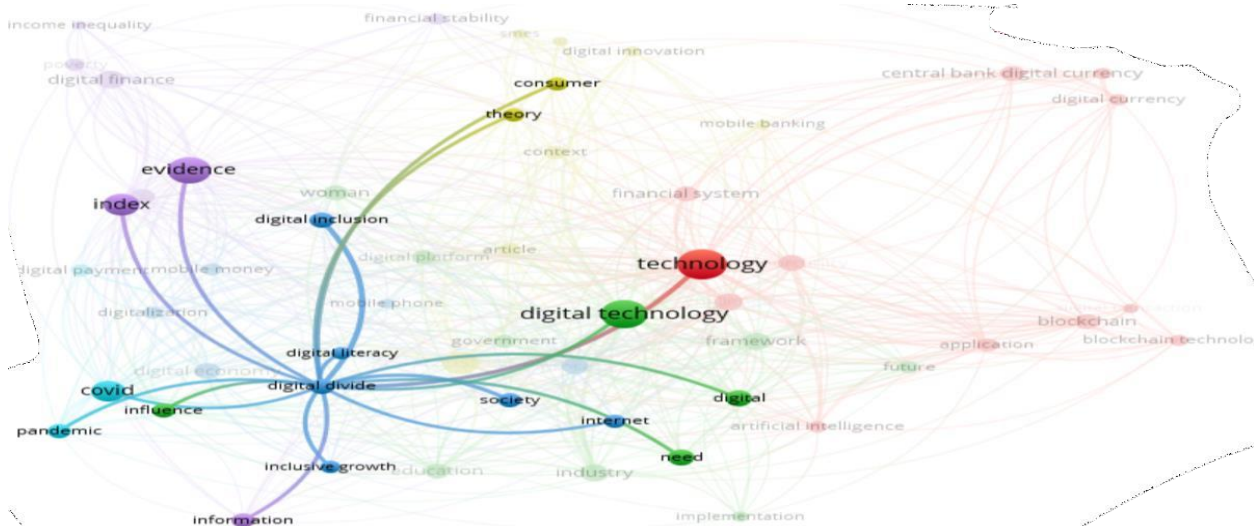 income inequality
financial stability
smes
digital innovation
poverty
digital finance
consumer
central bank digital currency
digital currency
theory
mobile banking
context
evidence
woman
financial system
index
digital inclusion
article
digital platform
technology
digital payment
mobile money
mobile phone
digitalization
digital technology
blockchain
government
framework
application
blockchain technolo
digital literacy
digital economy
future
digital divide
covid
society
digital
influence
internet
artificial intelligence
pandemic
need
inclusive growth
education
industry
information
implementation